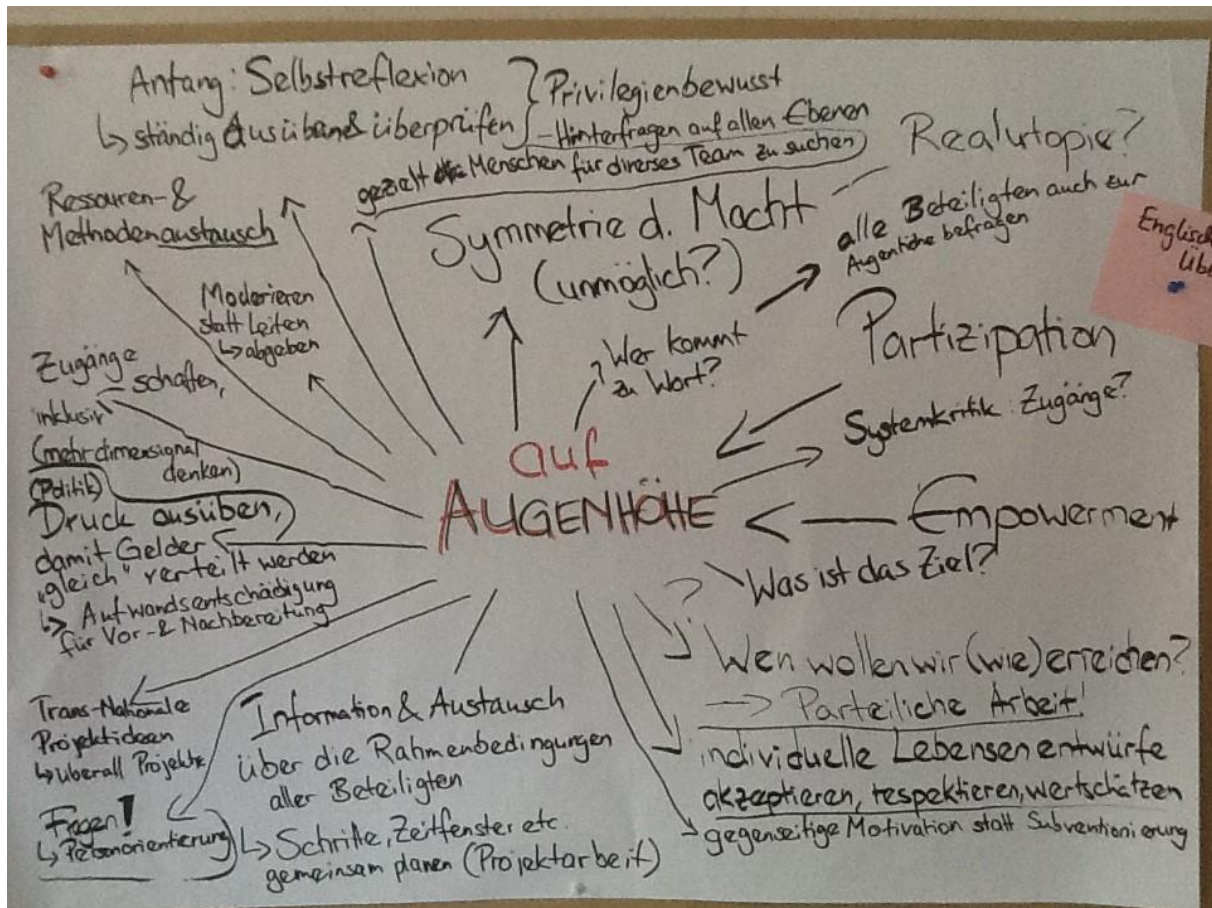 Anfang: Selbstreflexion
↳ ständig Ausüben & überprüfen
Privilegienbewusst
- Hinterfragen auf allen Ebenen
gezielt Menschen für diverses Team zu suchen
Realutopie?
Ressouren- &
Methodenaustausch
Symmetrie d. Macht
(unmöglich?)
alle Beteiligten auch zur
Augenhöhe befragen
Englisch
Übe
Moderieren
statt Leiten
↳ abgeben
Wer kommt
zu Wort?
Partizipation
Systemkritik: Zugänge?
Zugänge
schaffen,
inklusiv
(mehrdimensional
denken)
(Politik)
Druck ausüben,
damit Gelder
"gleich" verteilt werden
↳ Aufwandsentschädigung
für Vor- & Nachbereitung
auf
AUGENHÖHE
Empowerment
Was ist das Ziel?
Wen wollen wir (wie) erreichen?
→ Parteiliche Arbeit!
individuelle Lebensenentwürfe
akzeptieren, respektieren, wertschätzen
gegenseitige Motivation statt Subventionierung
Trans-Nationale
Projektideen
↳ überall Projekte
Fragen!
↳ Personorientierung
Information & Austausch
über die Rahmenbedingungen
aller Beteiligten
↳ Schritte, Zeitfenster etc.
gemeinsam planen (Projektarbeit)